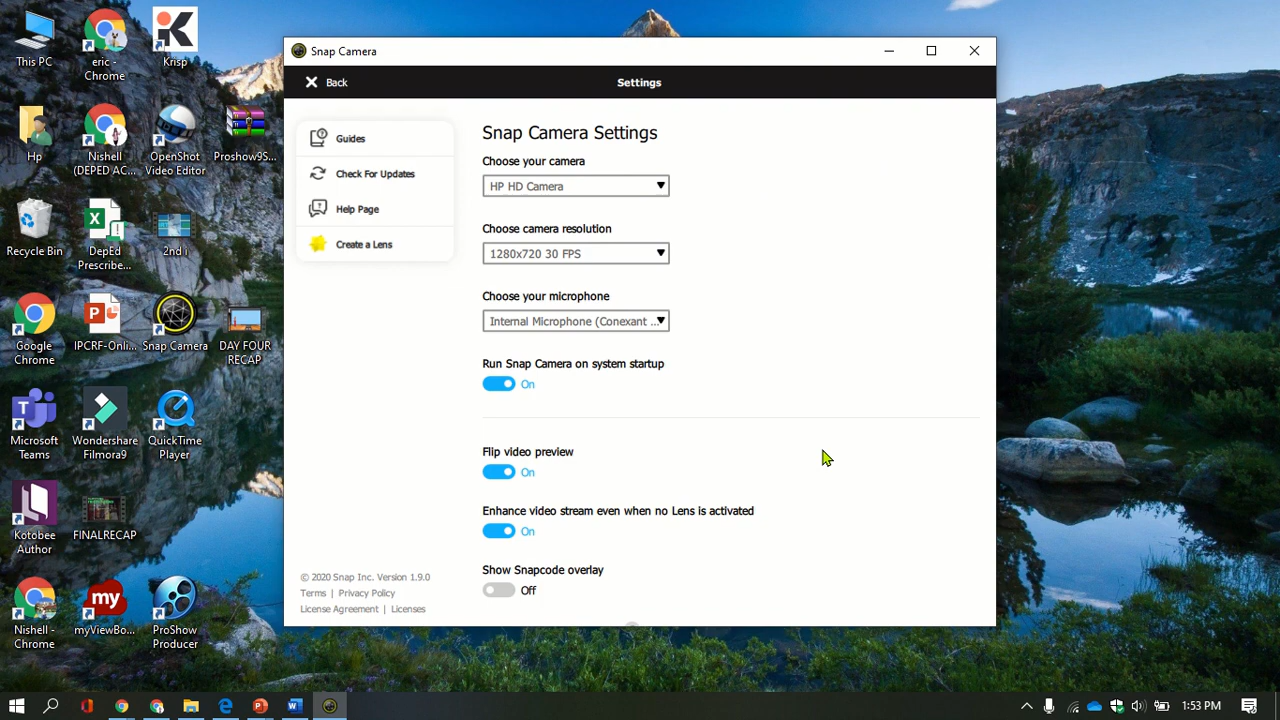 This PC
eric -
Chrome
Krisp
Hp
Nishell
(DEPED AC...
OpenShot
Video Editor
Proshow9S...
Recycle Bin
DepEd
Prescribe...
2nd i
Google
Chrome
IPCRF-Onli...
Snap Camera
DAY FOUR
RECAP
Microsoft
Teams
Wondershare
Filmora9
QuickTime
Player
Kotobee
Author
FINALRECAP
Nishell -
Chrome
my
myViewBo...
ProShow
Producer
Snap Camera
Back
Settings
Guides
Check For Updates
Help Page
Create a Lens
© 2020 Snap Inc. Version 1.9.0
Terms | Privacy Policy
License Agreement | Licenses
Snap Camera Settings
Choose your camera
HP HD Camera
Choose camera resolution
1280x720 30 FPS
Choose your microphone
Internal Microphone (Conexant ...
Run Snap Camera on system startup
On
Flip video preview
On
Enhance video stream even when no Lens is activated
On
Show Snapcode overlay
Off
1:53 PM